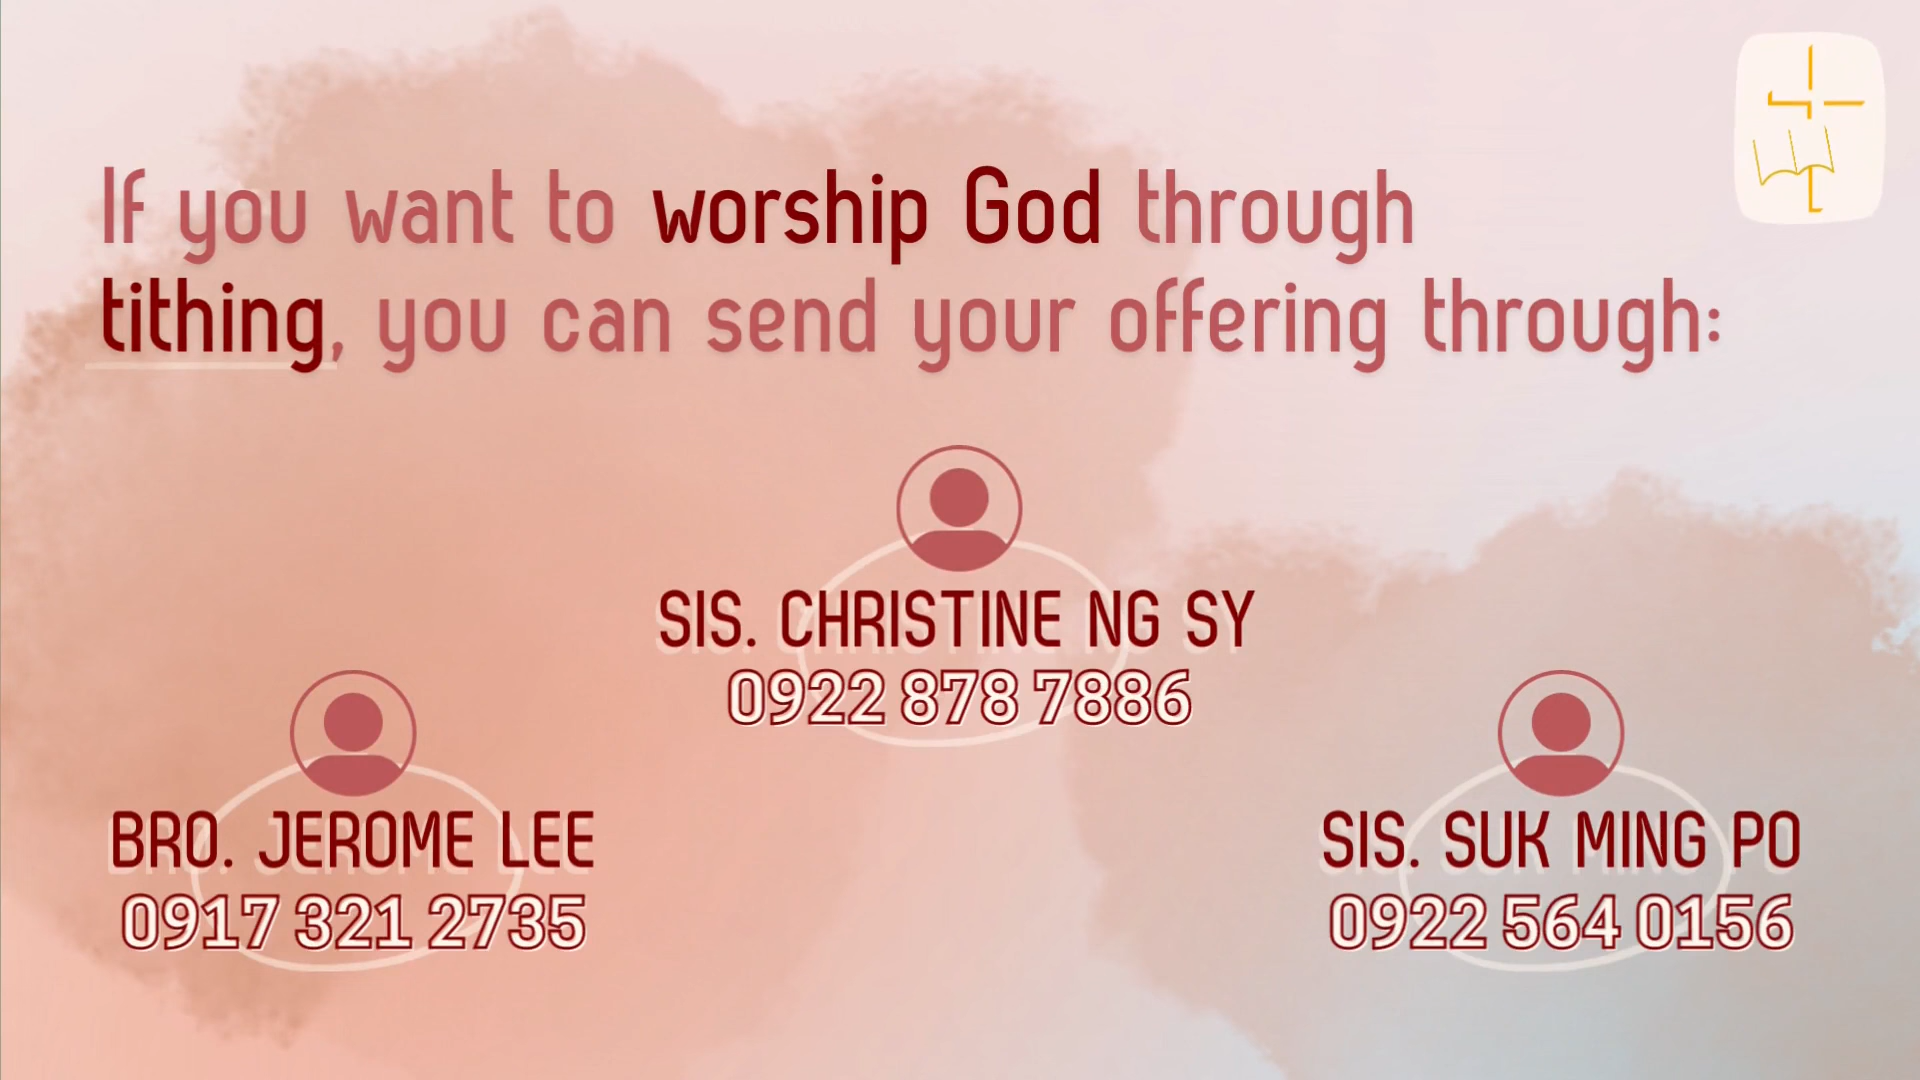 If you want to worship God through
tithing, you can send your offering through:
SIS. CHRISTINE NG SY
0922 878 7886
BRO. JEROME LEE
0917 321 2735
SIS. SUK MING PO
0922 564 0156